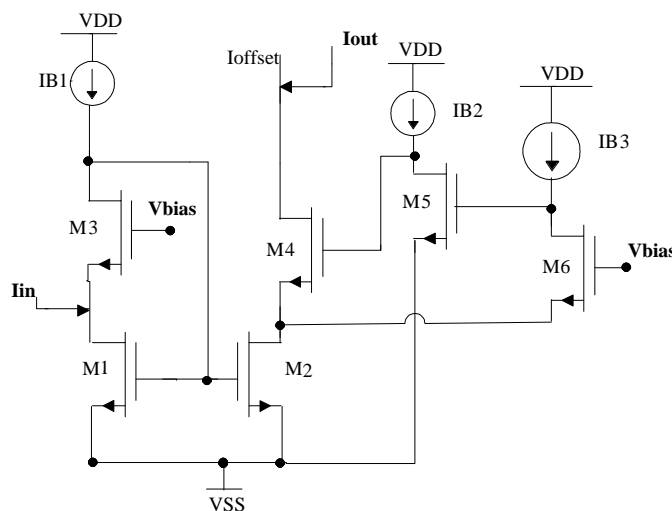 VDD
IB1
Ioffset
Iout
IB2
VDD
VDD
IB3
M3
Vbias
M4
M5
M6
Vbias
Iin
M1
M2
VSS